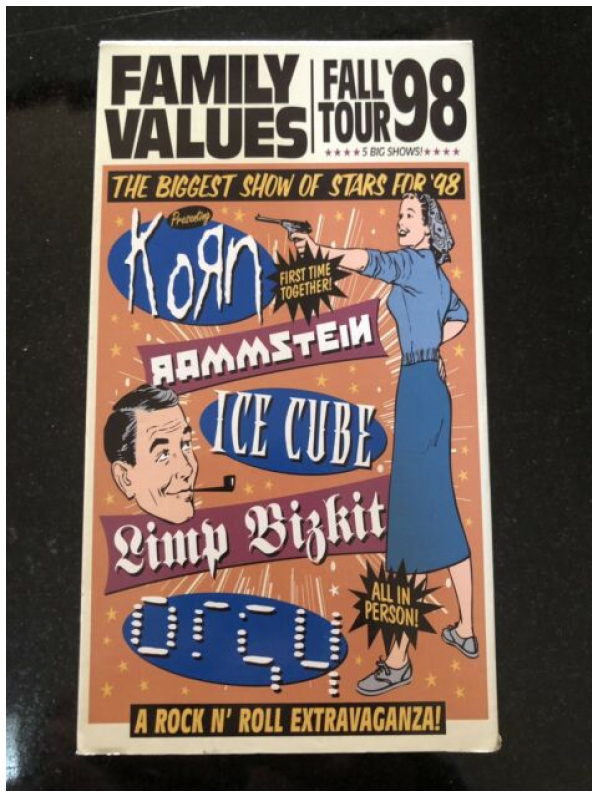 FAMILY
VALUES
FALL '98
TOUR
★★★★5 BIG SHOWS!★★★★
THE BIGGEST SHOW OF STARS FOR '98
Presenting
KoЯn
FIRST TIME
TOGETHER!
RAMMSTEIN
ICE CUBE
Limp Bizkit
orgy
ALL IN
PERSON!
A ROCK N' ROLL EXTRAVAGANZA!